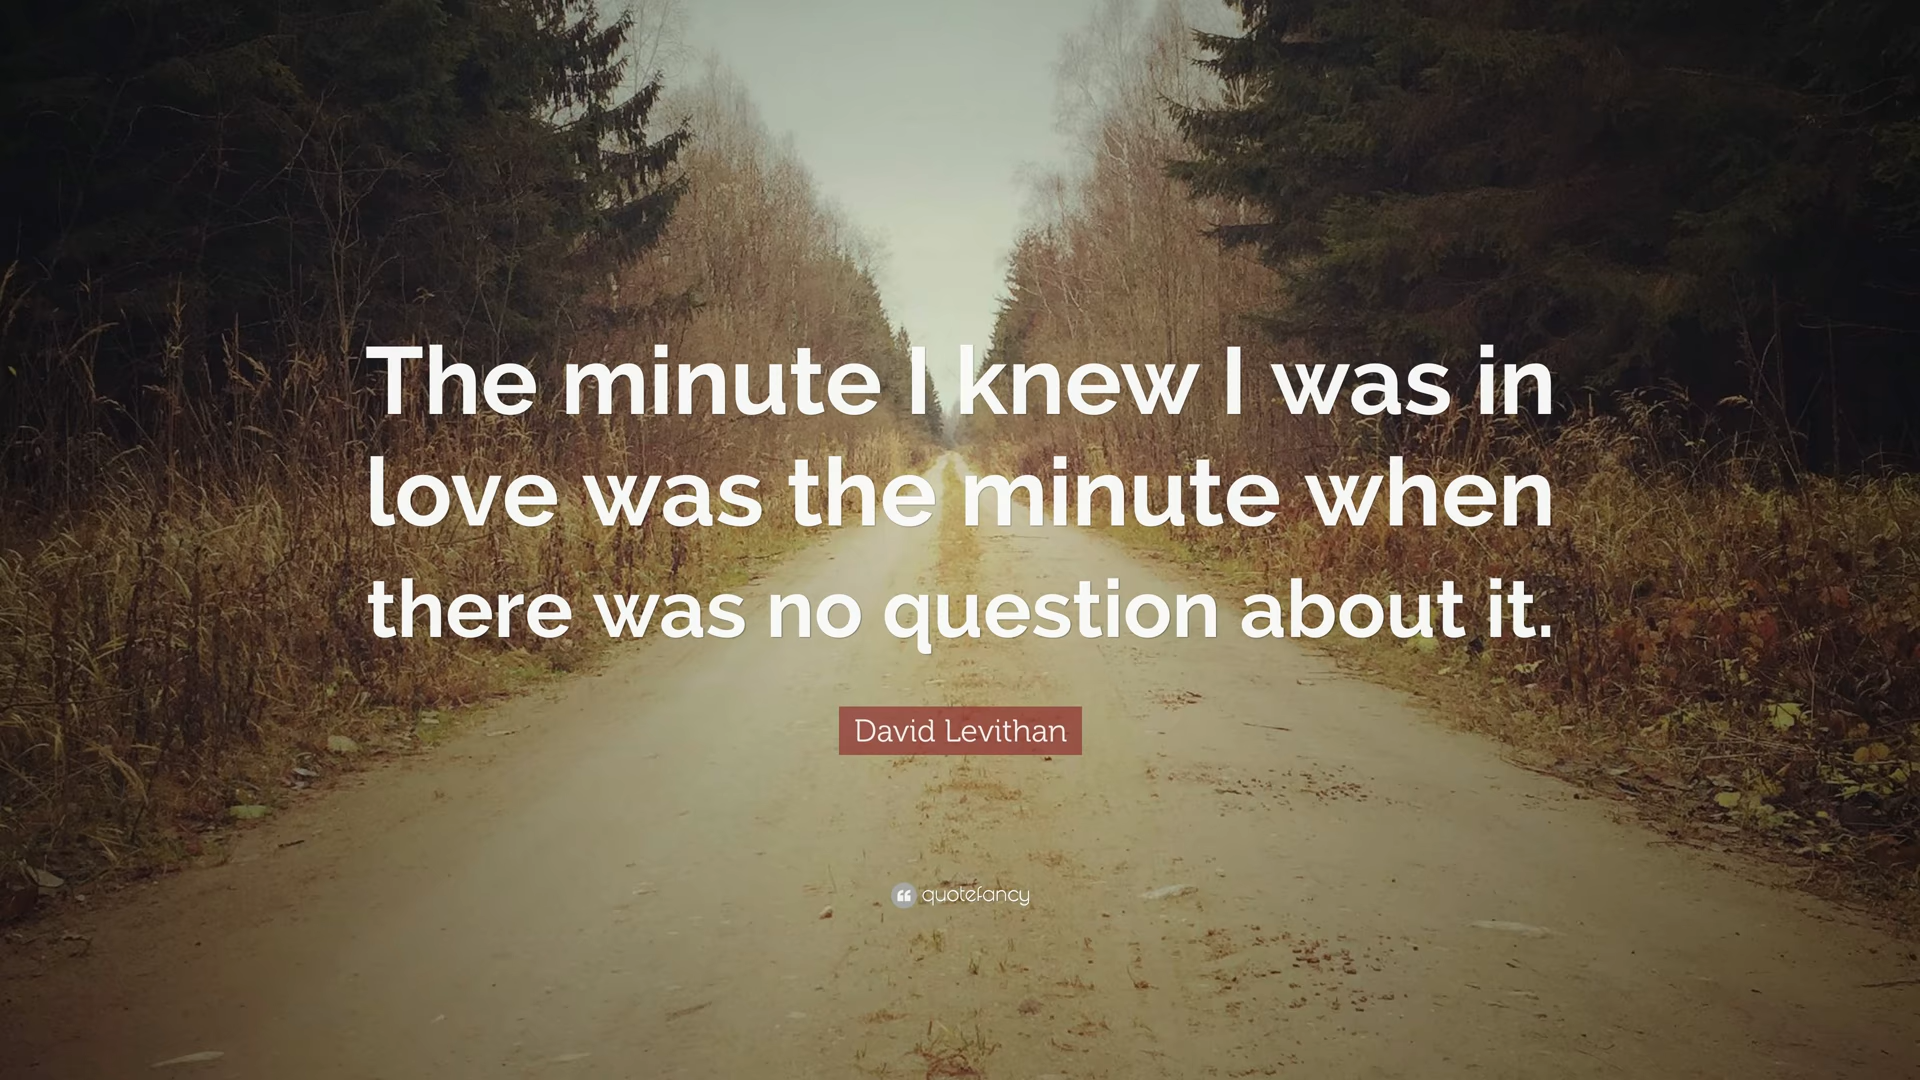 The minute I knew I was in
love was the minute when
there was no question about it.
David Levithan
quotefancy